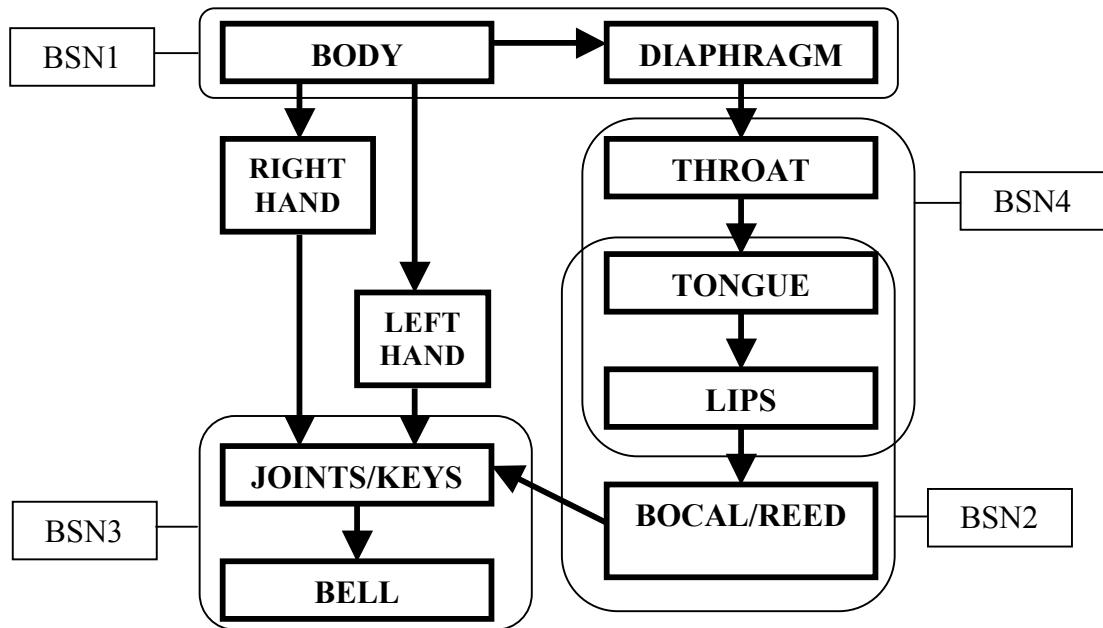 BSN1
BODY
DIAPHRAGM
RIGHT
HAND
THROAT
BSN4
TONGUE
LEFT
HAND
LIPS
JOINTS/KEYS
BOCAL/REED
BSN3
BSN2
BELL